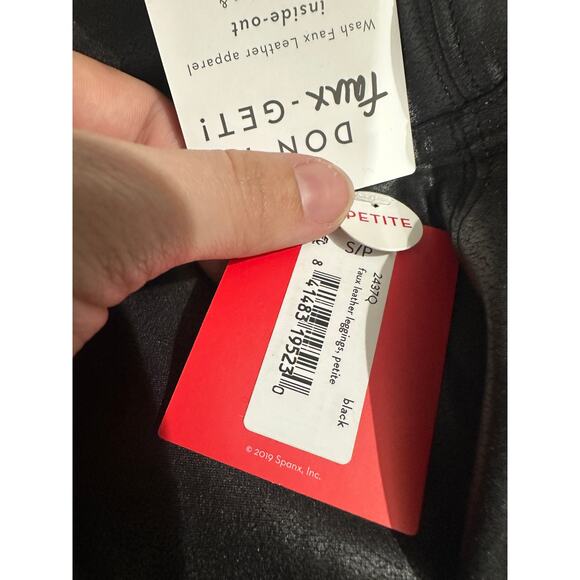 DON
faux-GET!
Wash Faux Leather apparel
inside-out
&
PETITE
S/P
2437Q
faux leather leggings, petite
black
8 41483 19523 0
© 2019 Spanx, Inc.